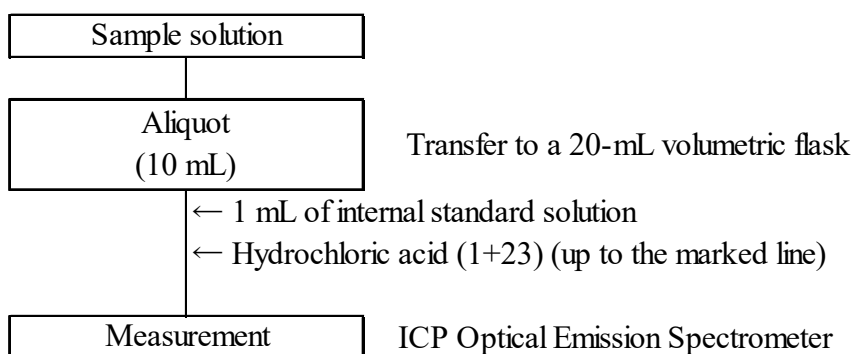 Sample solution
Aliquot
(10 mL)
Transfer to a 20-mL volumetric flask
← 1 mL of internal standard solution
← Hydrochloric acid (1+23) (up to the marked line)
Measurement
ICP Optical Emission Spectrometer